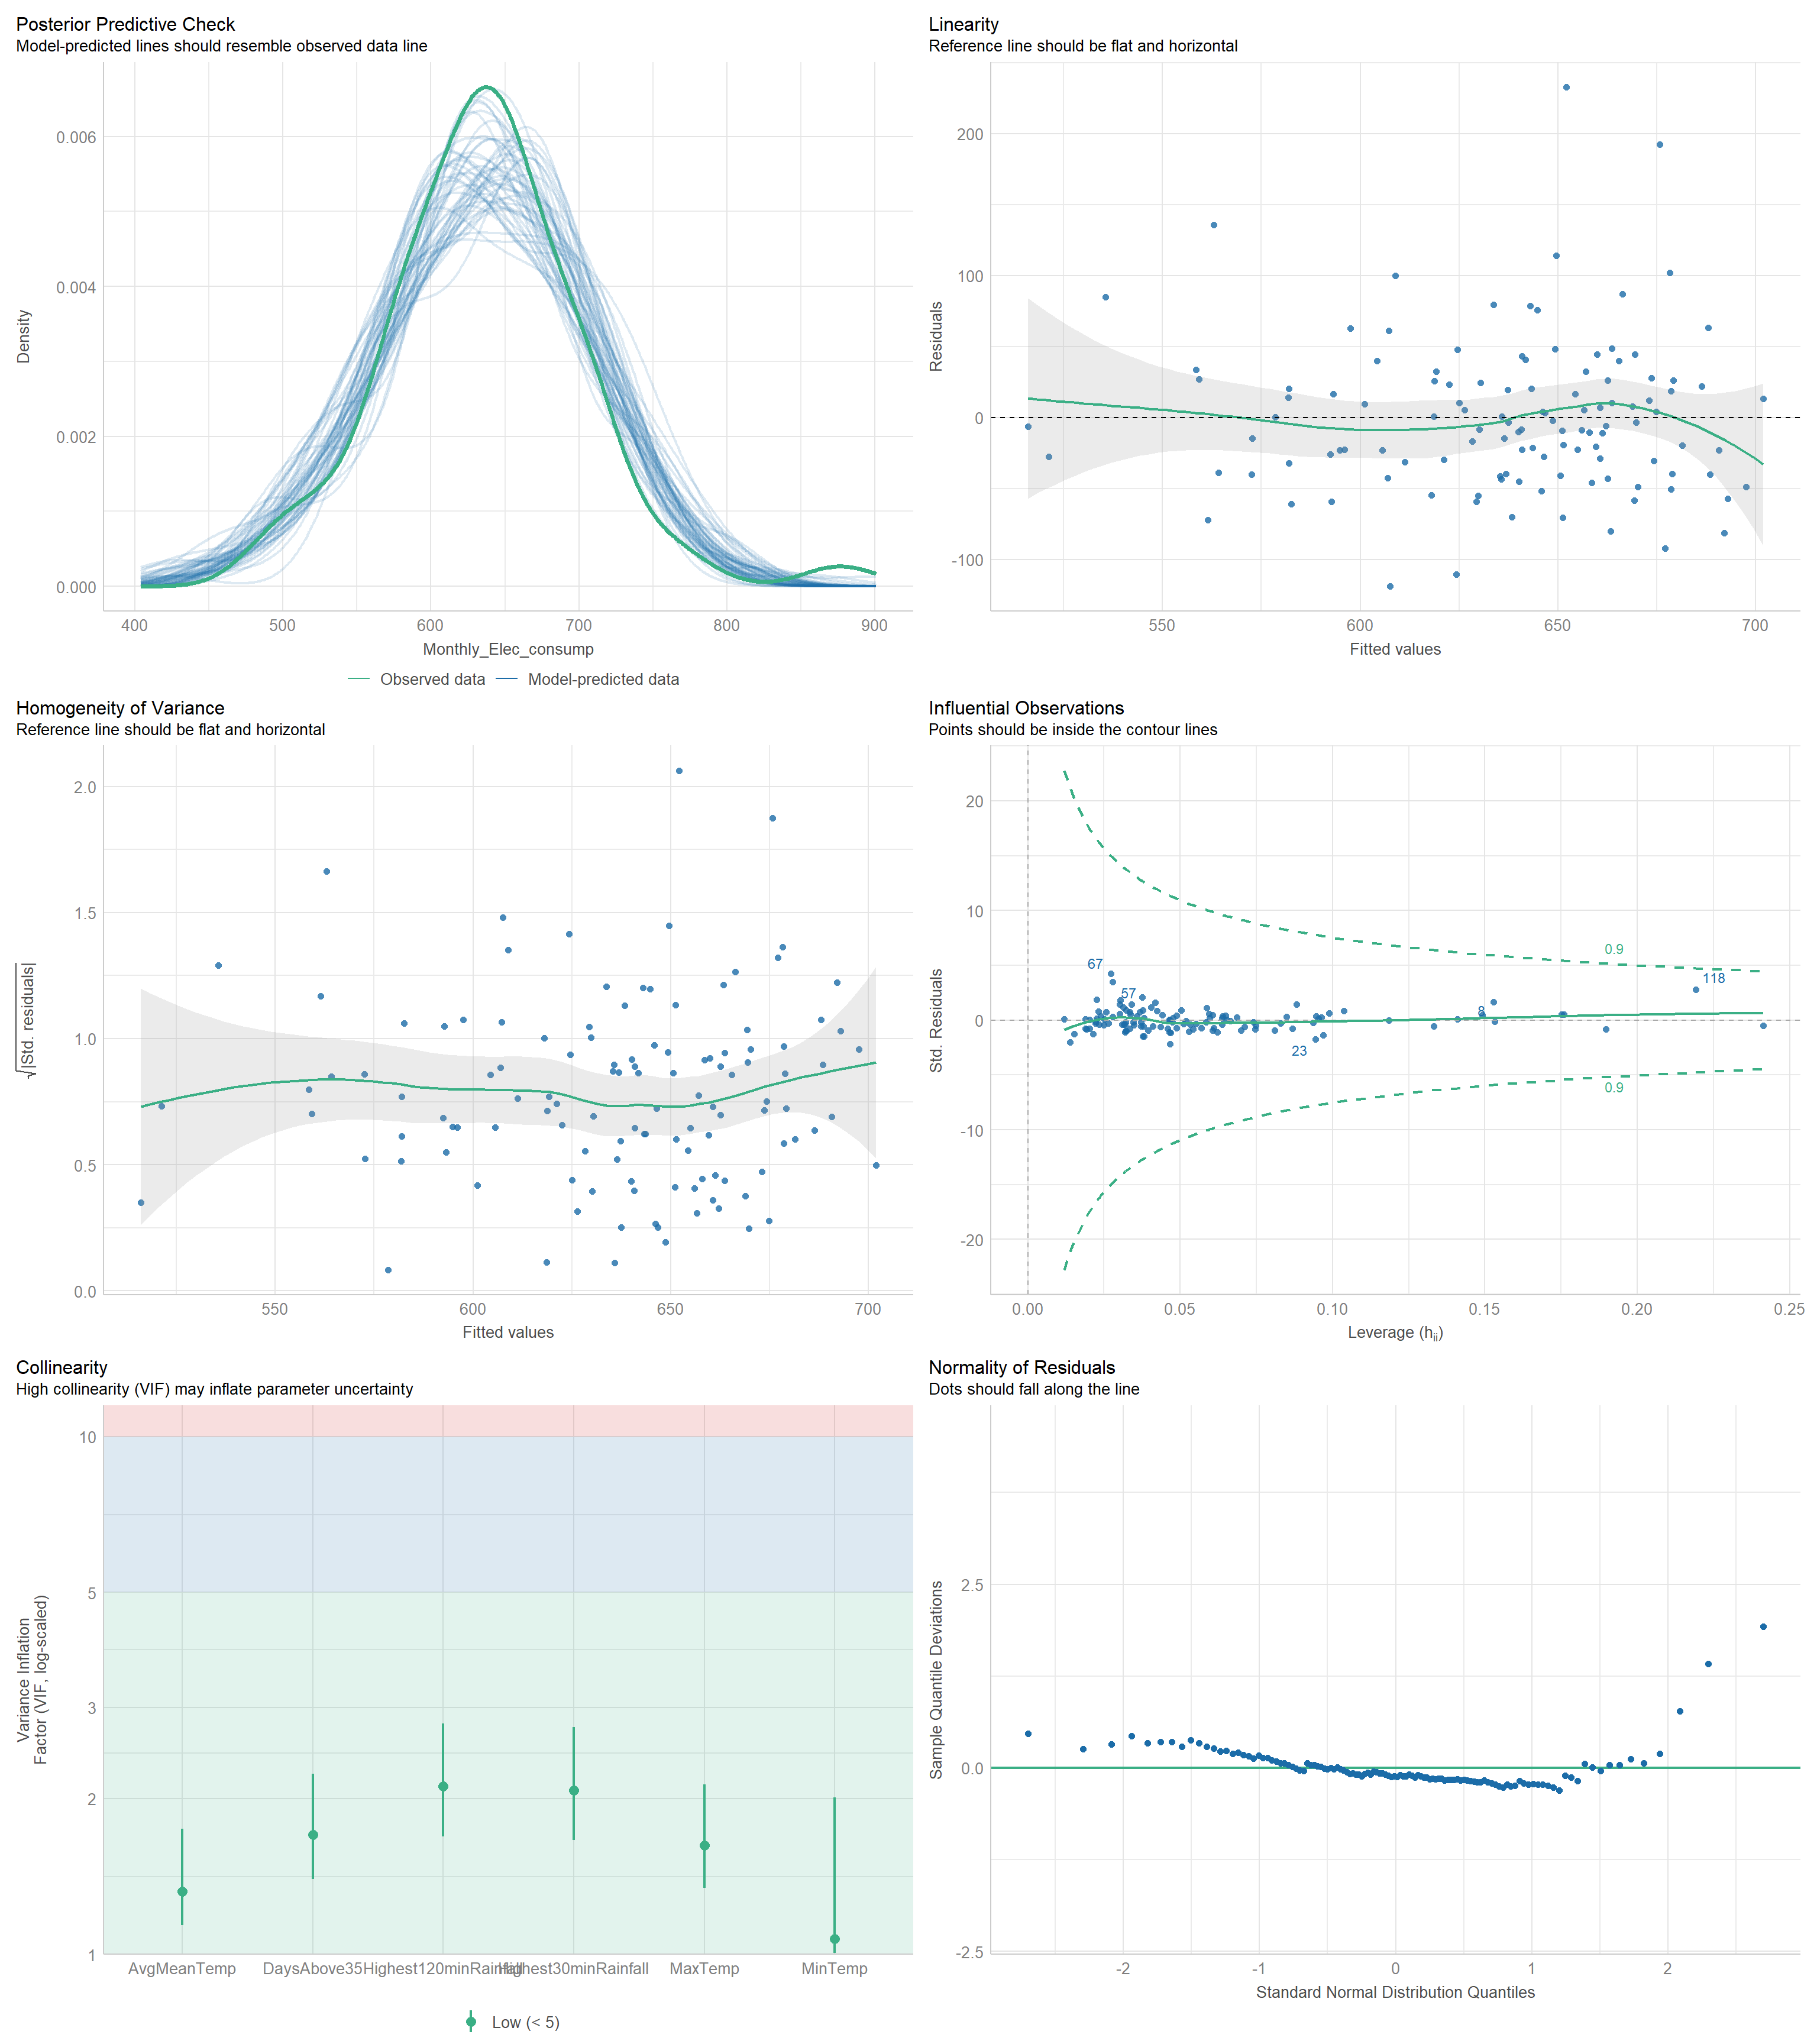 Posterior Predictive Check
Model-predicted lines should resemble observed data line
0.006
0.004
0.002
0.000
Density
400 500 600 700 800 900
Monthly_Elec_consump
Observed data Model-predicted data
Linearity
Reference line should be flat and horizontal
200
100
0
-100
Residuals
550 600 650 700
Fitted values
Homogeneity of Variance
Reference line should be flat and horizontal
2.0
1.5
1.0
0.5
0.0
√|Std. residuals|
550 600 650 700
Fitted values
Influential Observations
Points should be inside the contour lines
20
10
0
-10
-20
Std. Residuals
0.9
67
118
57
8
23
0.9
0.00 0.05 0.10 0.15 0.20 0.25
Leverage (hii)
Collinearity
High collinearity (VIF) may inflate parameter uncertainty
10
5
3
2
1
Variance Inflation
Factor (VIF, log-scaled)
AvgMeanTemp DaysAbove35 Highest120minRainfall Highest30minRainfall MaxTemp MinTemp
Low (< 5)
Normality of Residuals
Dots should fall along the line
2.5
0.0
-2.5
Sample Quantile Deviations
-2 -1 0 1 2
Standard Normal Distribution Quantiles